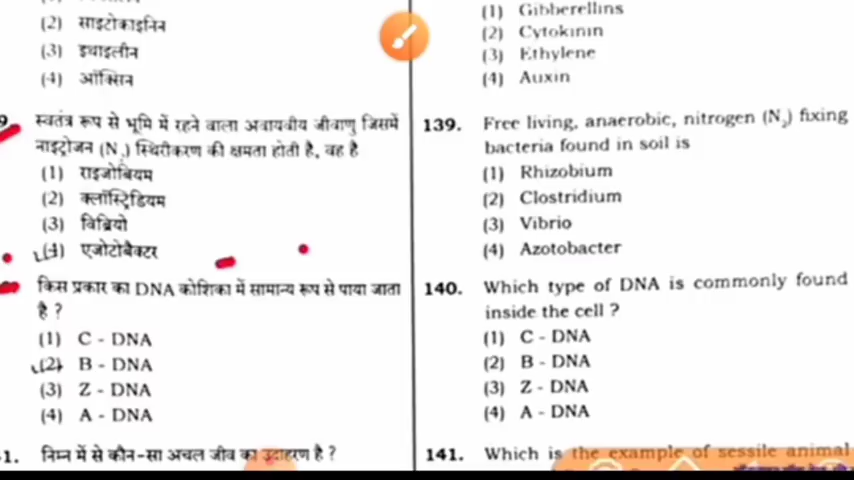 (2) साइटोकाइनिन
(3) इथाइलीन
(4) ऑक्सिन
9 स्वतंत्र रूप से भूमि में रहने वाला अवायवीय जीवाणु जिसमें
नाइट्रोजन (N₂) स्थिरीकरण की क्षमता होती है, वह है
(1) राइजोबियम
(2) क्लॉस्ट्रिडियम
(3) विब्रियो
(4) एजोटोबैक्टर
किस प्रकार का DNA कोशिका में सामान्य रूप से पाया जाता
है ?
(1) C - DNA
(2) B - DNA
(3) Z - DNA
(4) A - DNA
1. निम्न में से कौन-सा अचल जीव का उदाहरण है ?
(1) Gibberellins
(2) Cytokinin
(3) Ethylene
(4) Auxin
139. Free living, anaerobic, nitrogen (N₂) fixing
bacteria found in soil is
(1) Rhizobium
(2) Clostridium
(3) Vibrio
(4) Azotobacter
140. Which type of DNA is commonly found
inside the cell ?
(1) C - DNA
(2) B - DNA
(3) Z - DNA
(4) A - DNA
141. Which is the example of sessile animal